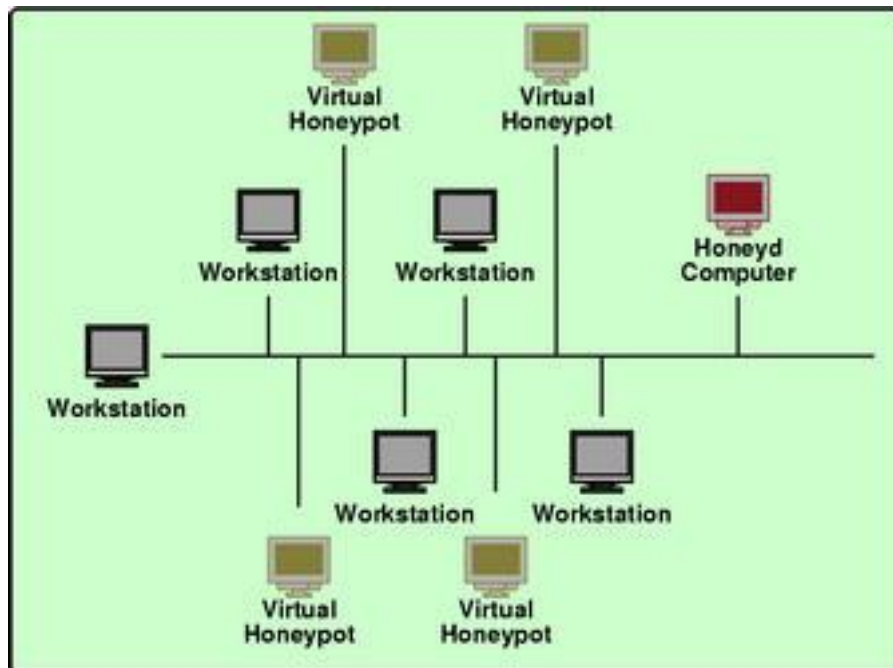 Virtual
Honeypot
Virtual
Honeypot
Workstation
Workstation
Honeyd
Computer
Workstation
Workstation
Workstation
Virtual
Honeypot
Virtual
Honeypot